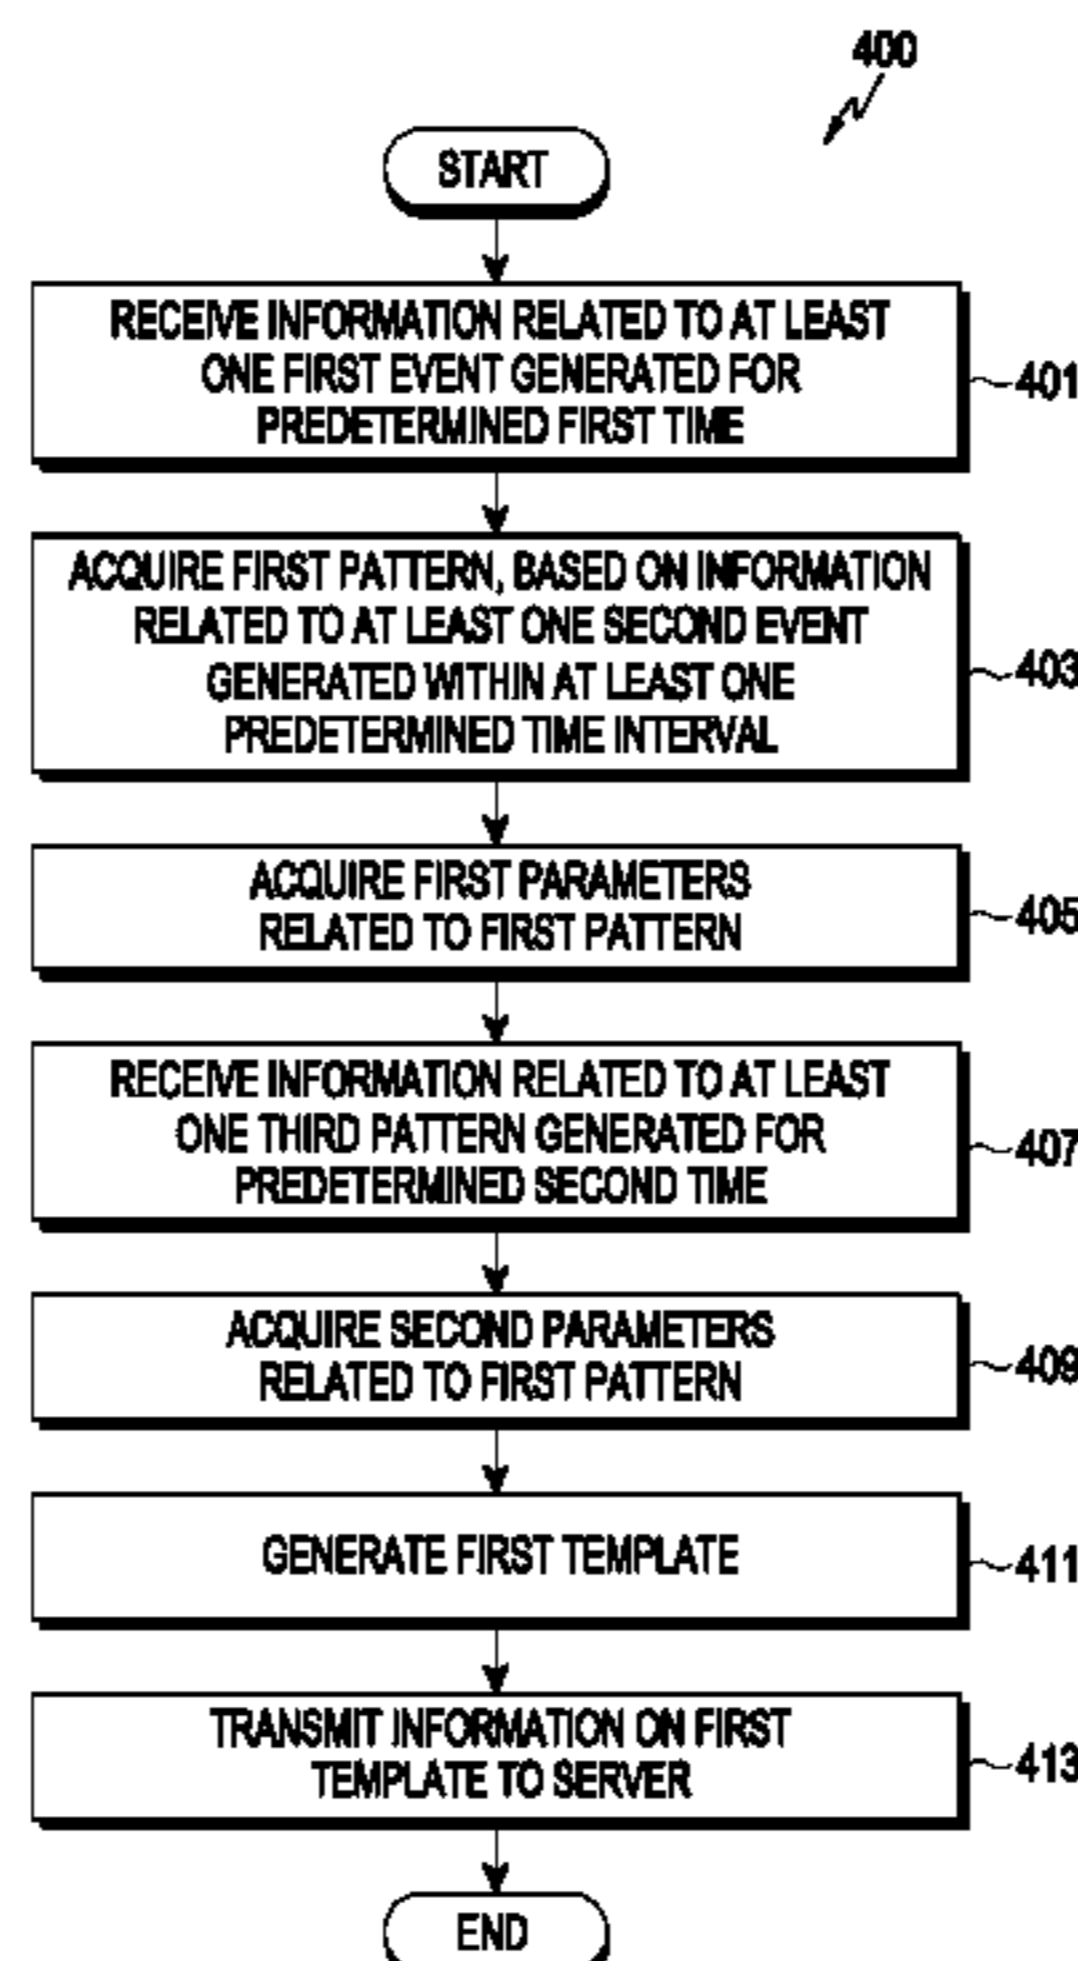 400
START
RECEIVE INFORMATION RELATED TO AT LEAST
ONE FIRST EVENT GENERATED FOR
PREDETERMINED FIRST TIME
401
ACQUIRE FIRST PATTERN, BASED ON INFORMATION
RELATED TO AT LEAST ONE SECOND EVENT
GENERATED WITHIN AT LEAST ONE
PREDETERMINED TIME INTERVAL
403
ACQUIRE FIRST PARAMETERS
RELATED TO FIRST PATTERN
405
RECEIVE INFORMATION RELATED TO AT LEAST
ONE THIRD PATTERN GENERATED FOR
PREDETERMINED SECOND TIME
407
ACQUIRE SECOND PARAMETERS
RELATED TO FIRST PATTERN
409
GENERATE FIRST TEMPLATE
411
TRANSMIT INFORMATION ON FIRST
TEMPLATE TO SERVER
413
END